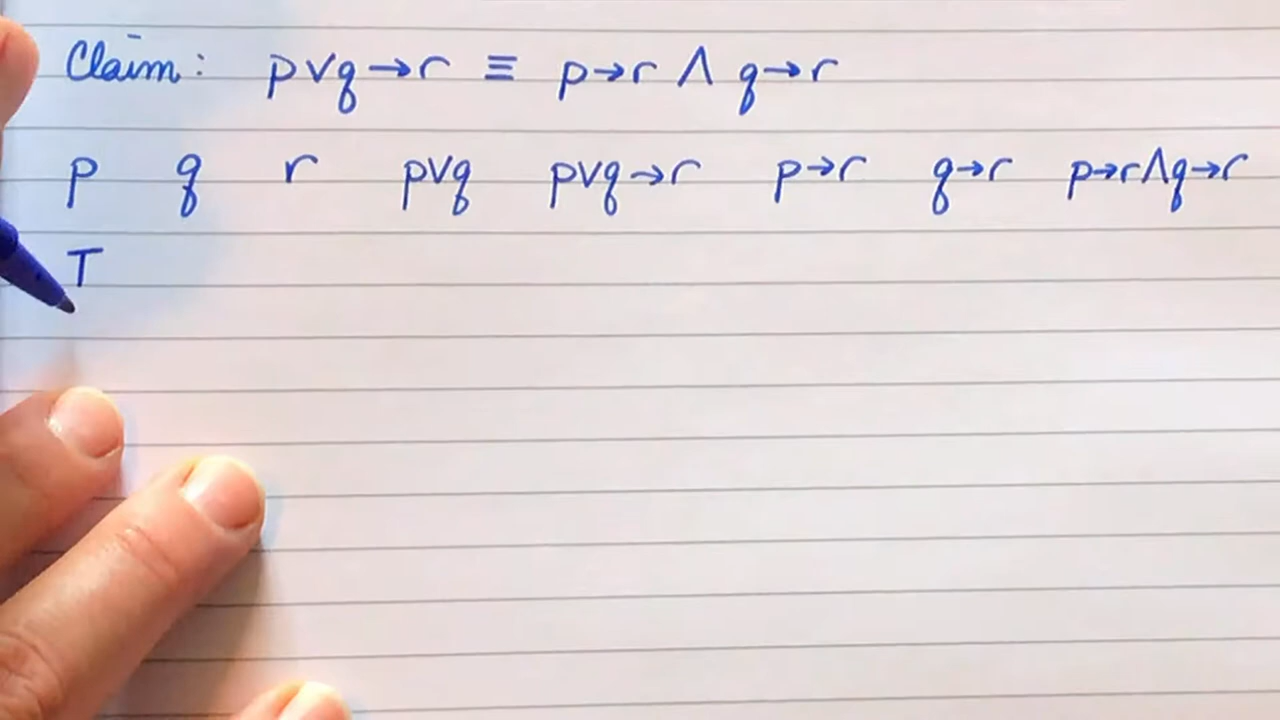 Claim: p∨q→r ≡ p→r ∧ q→r
p q r p∨q p∨q→r p→r q→r p→r∧q→r
T